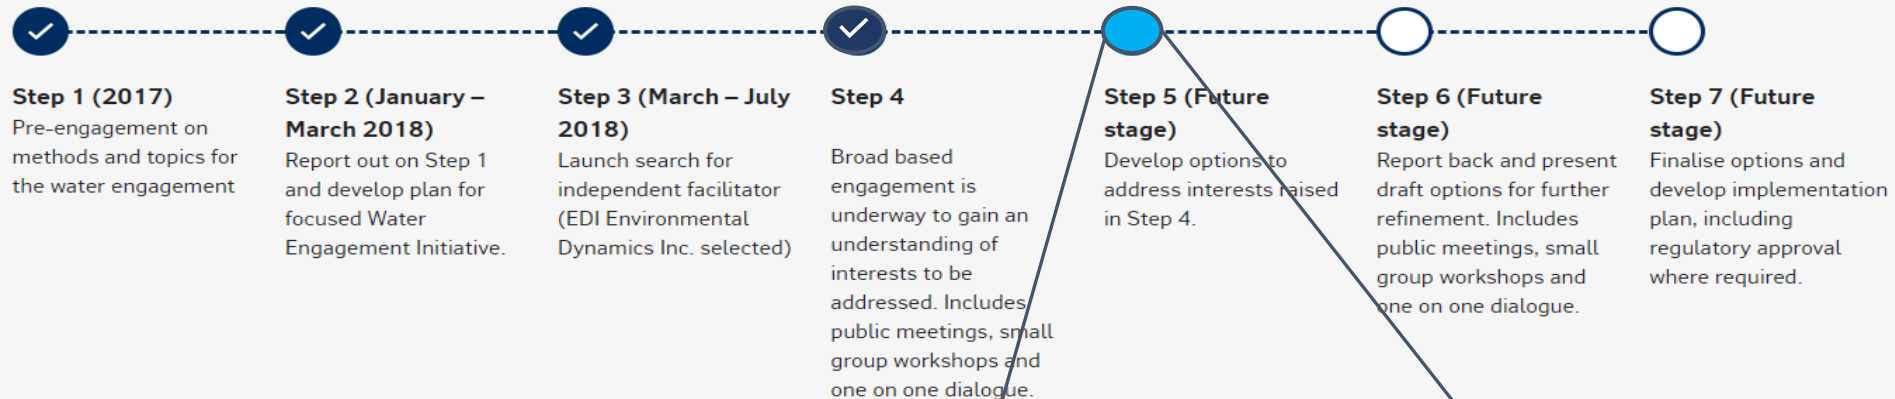 Step 1 (2017)
Pre-engagement on
methods and topics for
the water engagement
Step 2 (January –
March 2018)
Report out on Step 1
and develop plan for
focused Water
Engagement Initiative.
Step 3 (March – July
2018)
Launch search for
independent facilitator
(EDI Environmental
Dynamics Inc. selected)
Step 4
Broad based
engagement is
underway to gain an
understanding of
interests to be
addressed. Includes
public meetings, small
group workshops and
one on one dialogue.
Step 5 (Future
stage)
Develop options to
address interests raised
in Step 4.
Step 6 (Future
stage)
Report back and present
draft options for further
refinement. Includes
public meetings, small
group workshops and
one on one dialogue.
Step 7 (Future
stage)
Finalise options and
develop implementation
plan, including
regulatory approval
where required.